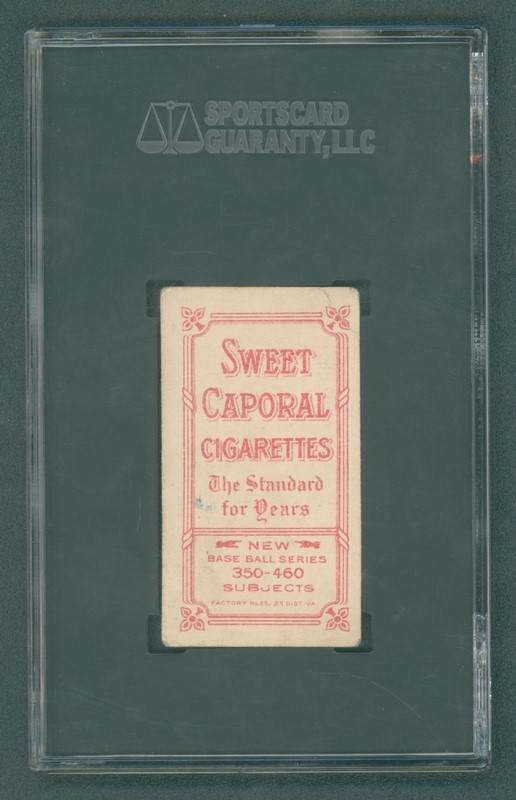 SPORTSCARD
GUARANTY, LLC
SWEET
CAPORAL
CIGARETTES
The Standard
for Years
NEW
BASE BALL SERIES
350-460
SUBJECTS
FACTORY No 25, 2d DIST. VA.